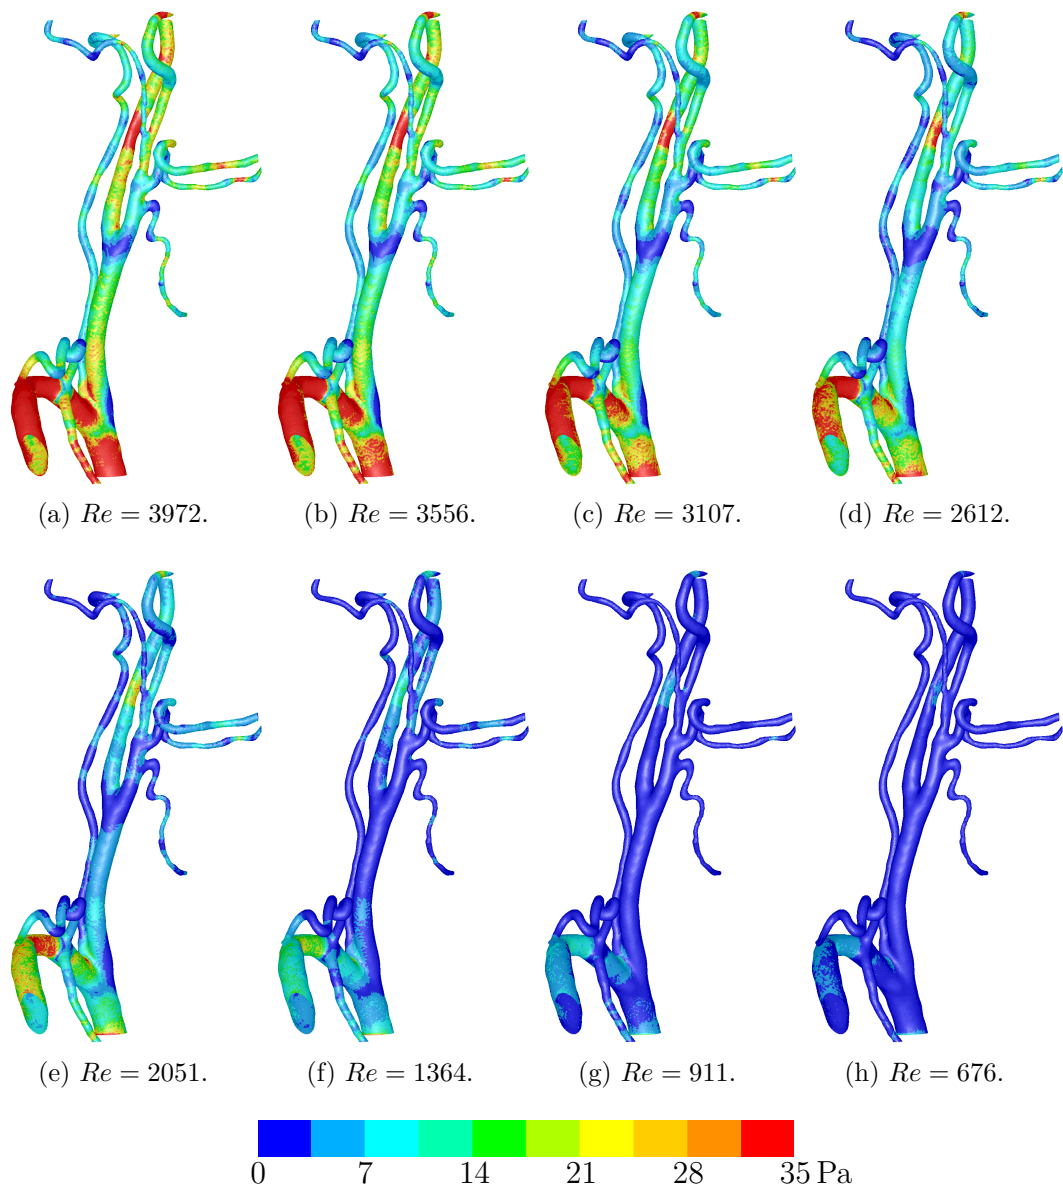 (a) Re = 3972.
(b) Re = 3556.
(c) Re = 3107.
(d) Re = 2612.
(e) Re = 2051.
(f) Re = 1364.
(g) Re = 911.
(h) Re = 676.
0 7 14 21 28 35 Pa